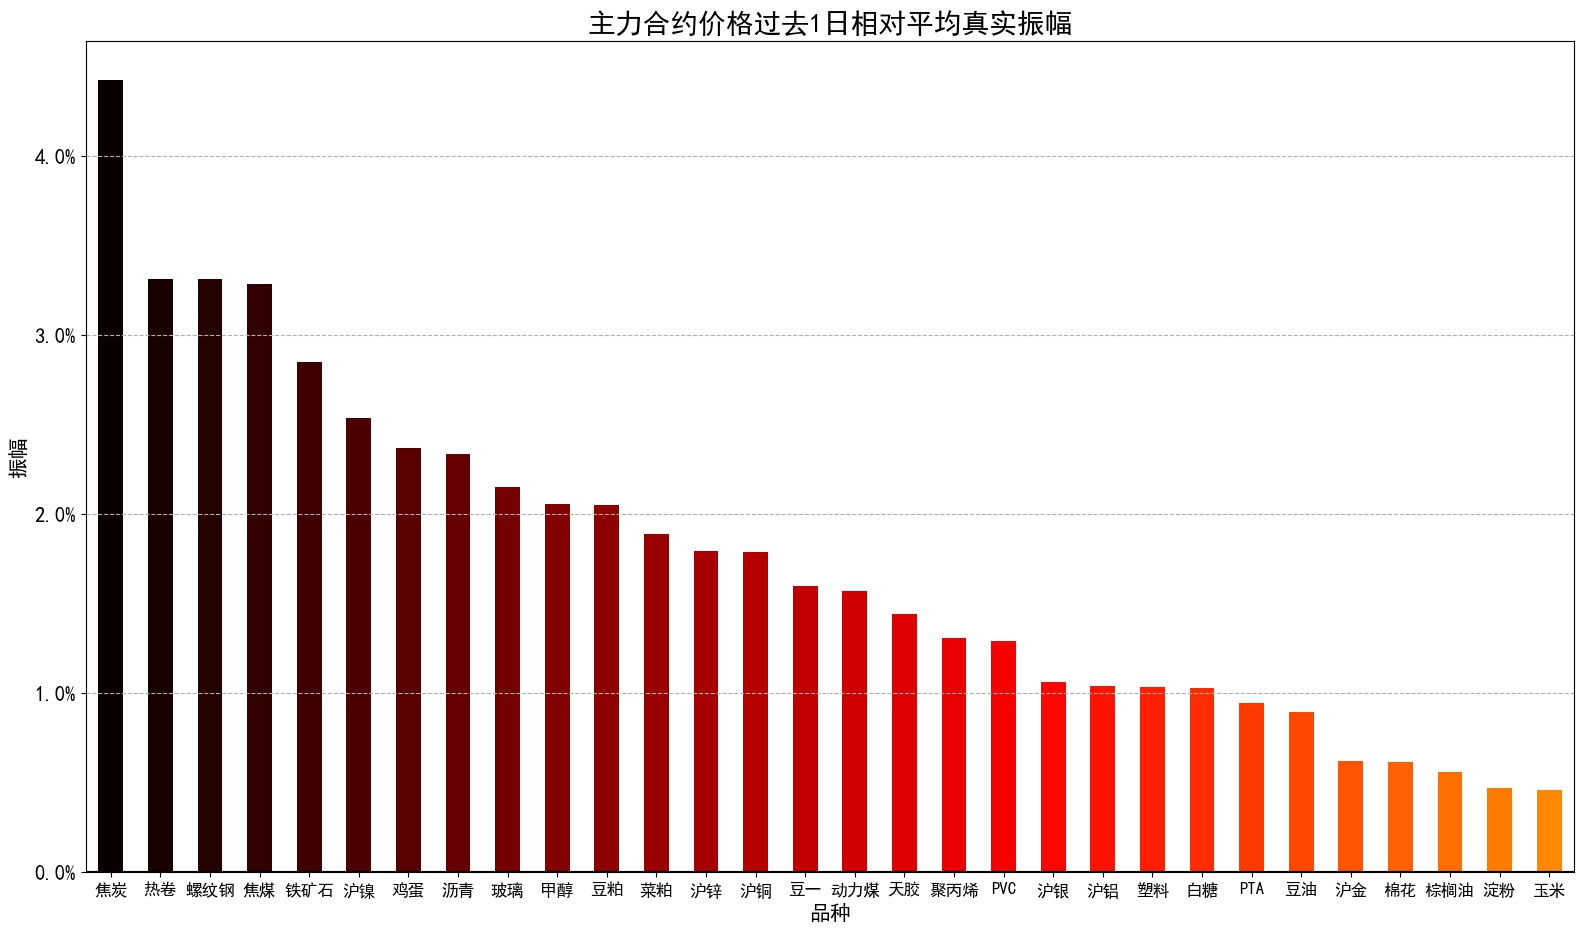 主力合约价格过去1日相对平均真实振幅
振幅
4.0%
3.0%
2.0%
1.0%
0.0%
焦炭 热卷 螺纹钢 焦煤 铁矿石 沪镍 鸡蛋 沥青 玻璃 甲醇 豆粕 菜粕 沪锌 沪铜 豆一 动力煤 天胶 聚丙烯 PVC 沪银 沪铝 塑料 白糖 PTA 豆油 沪金 棉花 棕榈油 淀粉 玉米
品种